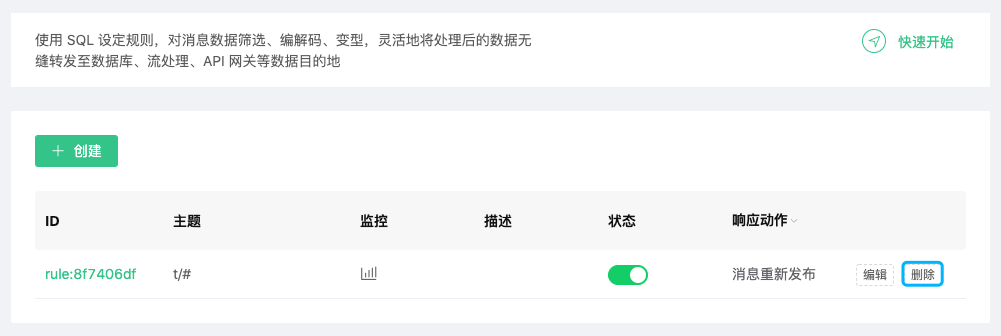 使用 SQL 设定规则，对消息数据筛选、编解码、变型，灵活地将处理后的数据无
缝转发至数据库、流处理、API 网关等数据目的地
快速开始
创建
ID 主题 监控 描述 状态 响应动作
rule:8f7406df t/# 消息重新发布 编辑 删除